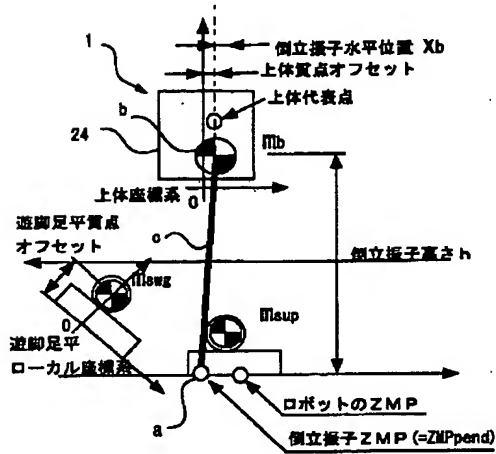 倒立振子水平位置 Xb
上体質点オフセット
上体代表点
1
b
24
mb
上体座標系
0
遊脚足平質点
オフセット
c
倒立振子高さh
mswg
msup
0
遊脚足平
ローカル座標系
a
ロボットのZMP
倒立振子ZMP (=ZMPpend)